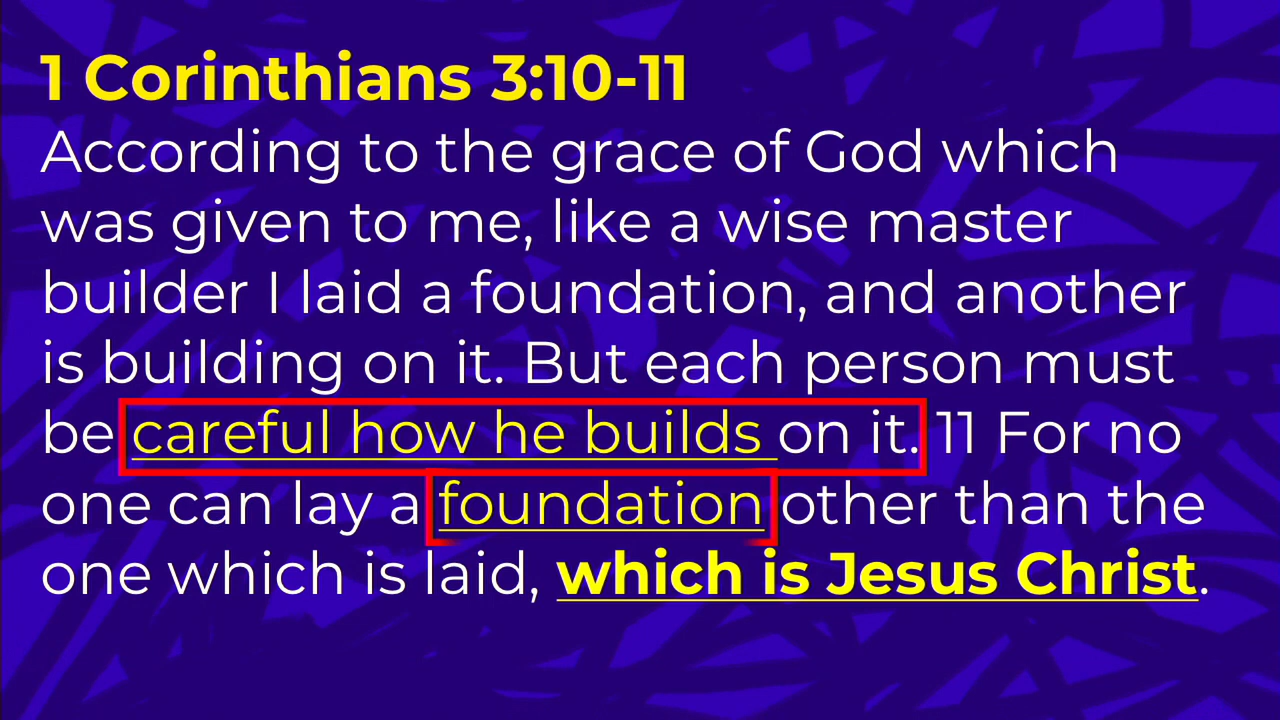 1 Corinthians 3:10-11
According to the grace of God which
was given to me, like a wise master
builder I laid a foundation, and another
is building on it. But each person must
be careful how he builds on it. 11 For no
one can lay a foundation other than the
one which is laid, which is Jesus Christ.